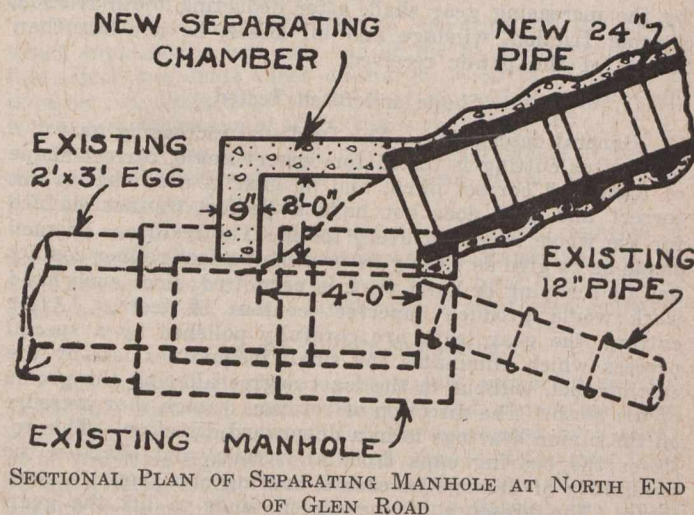 NEW SEPARATING
CHAMBER
NEW 24"
PIPE
EXISTING
2'x3' EGG
9"
2'-0"
4'-0"
EXISTING
12" PIPE
EXISTING MANHOLE
SECTIONAL PLAN OF SEPARATING MANHOLE AT NORTH END
OF GLEN ROAD